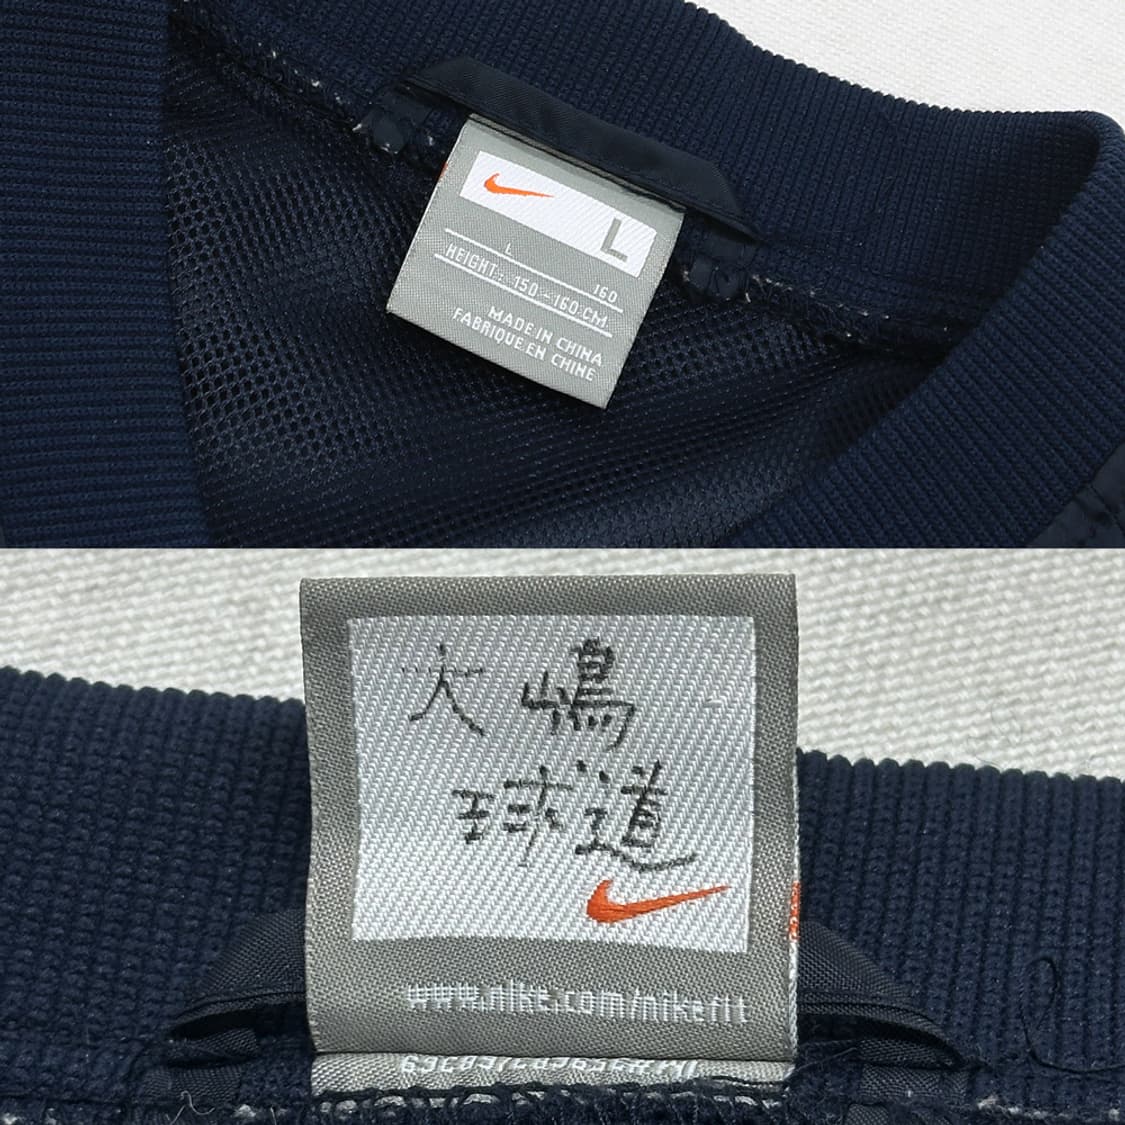 L
L 160
HEIGHT: 150-160 CM
MADE IN CHINA
FABRIQUE EN CHINE
大嶋
球道
www.nike.com/nikefit